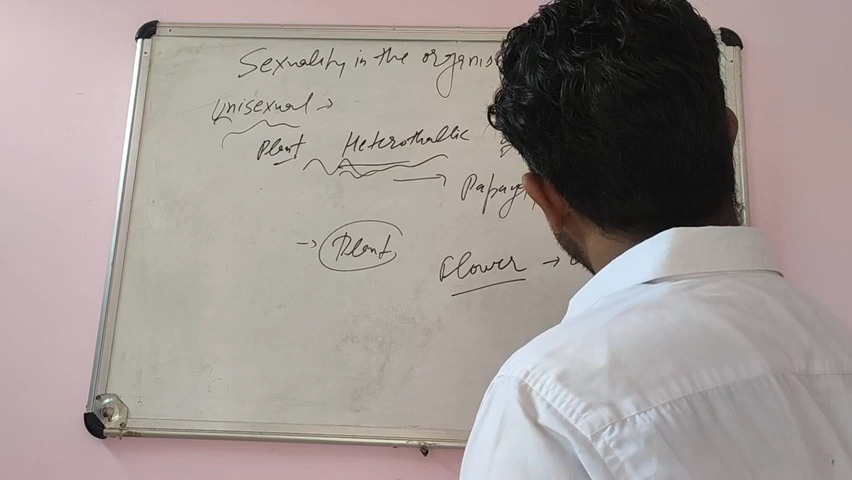 Sexuality in the organis
Unisexual →
Plant Heterothallic
→ Papay
→ Plant
Flower →